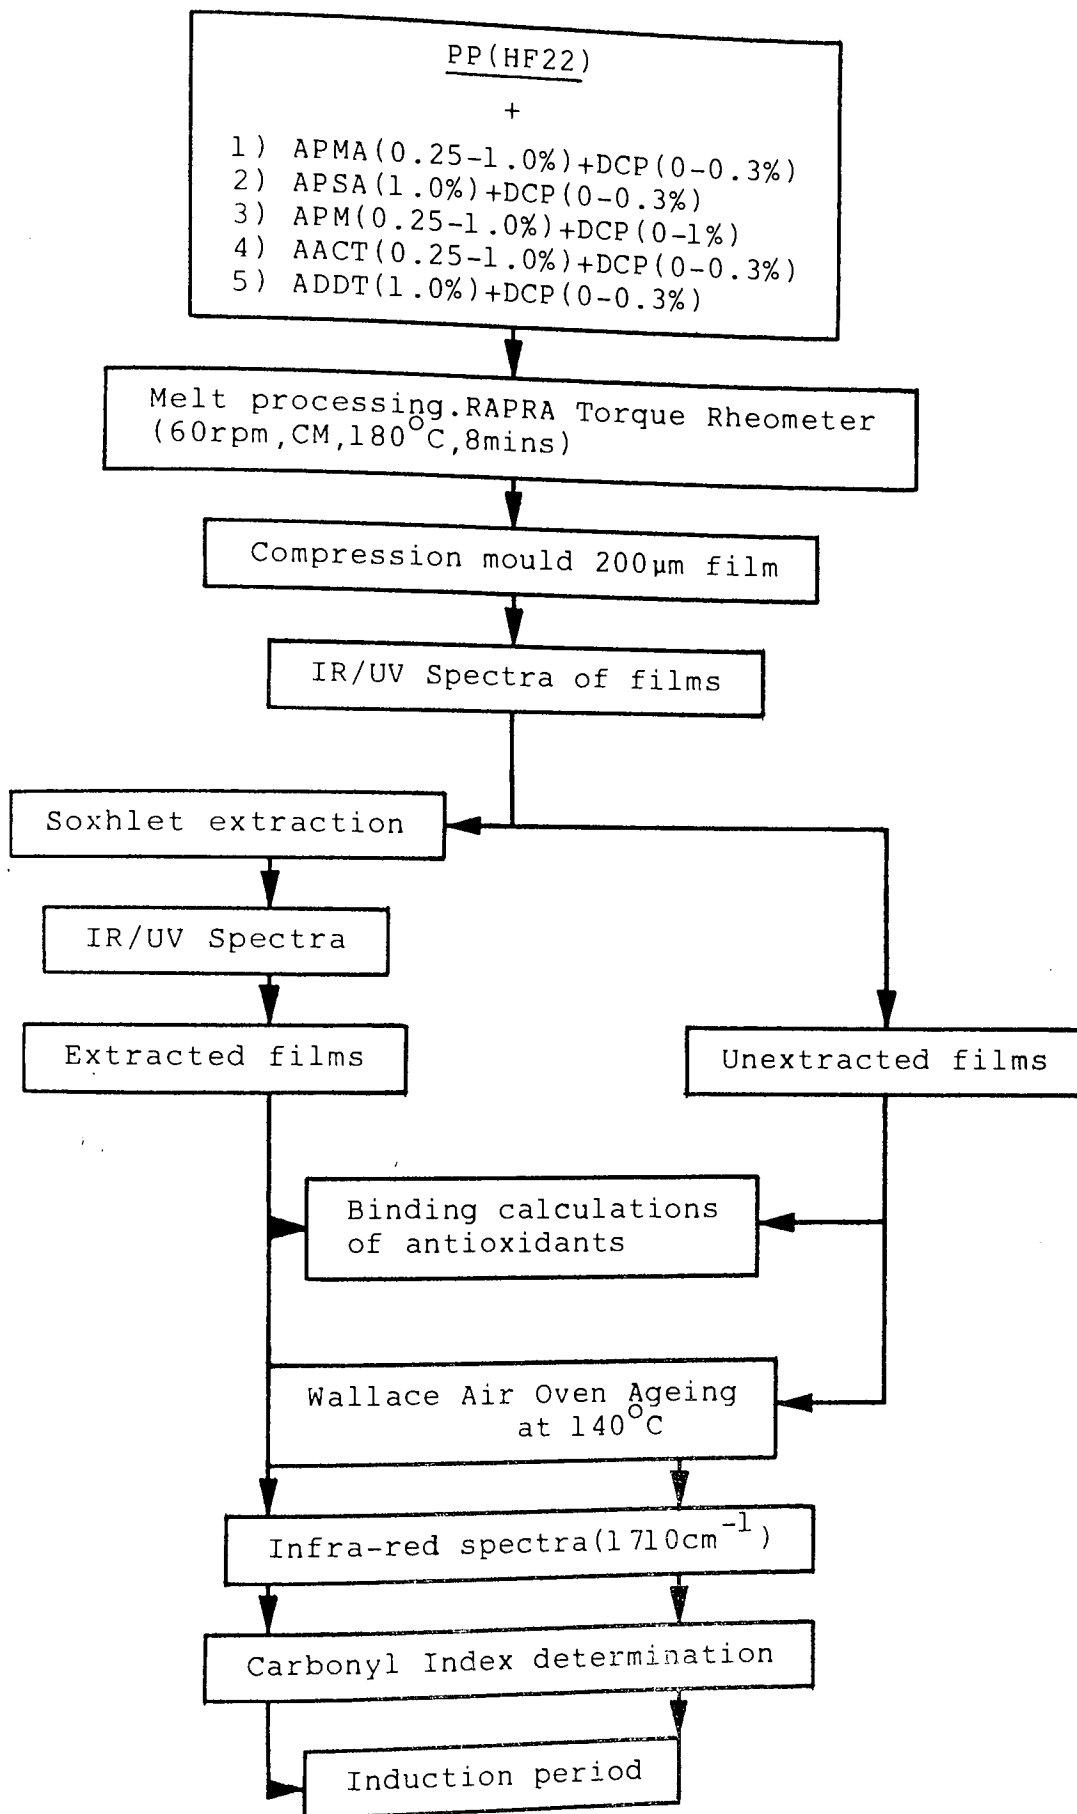 PP(HF22)
+
1) APMA(0.25-1.0%)+DCP(0-0.3%)
2) APSA(1.0%)+DCP(0-0.3%)
3) APM(0.25-1.0%)+DCP(0-1%)
4) AACT(0.25-1.0%)+DCP(0-0.3%)
5) ADDT(1.0%)+DCP(0-0.3%)
Melt processing.RAPRA Torque Rheometer
(60rpm,CM,180°C,8mins)
Compression mould 200µm film
IR/UV Spectra of films
Soxhlet extraction
IR/UV Spectra
Extracted films
Unextracted films
Binding calculations
of antioxidants
Wallace Air Oven Ageing
at 140°C
Infra-red spectra(1710cm⁻¹)
Carbonyl Index determination
Induction period